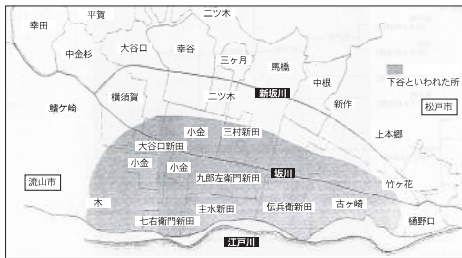 二ツ木
平賀
幸田
中金杉
大谷口
幸谷
三ヶ月
馬橋
中根
下谷といわれた所
鰭ケ崎
横須賀
二ツ木
新坂川
新作
松戸市
上本郷
小金
三村新田
大谷口新田
小金
小金
坂川
流山市
九郎左衛門新田
竹ヶ花
木
主水新田
伝兵衛新田
古ヶ崎
七右衛門新田
樋野口
江戸川